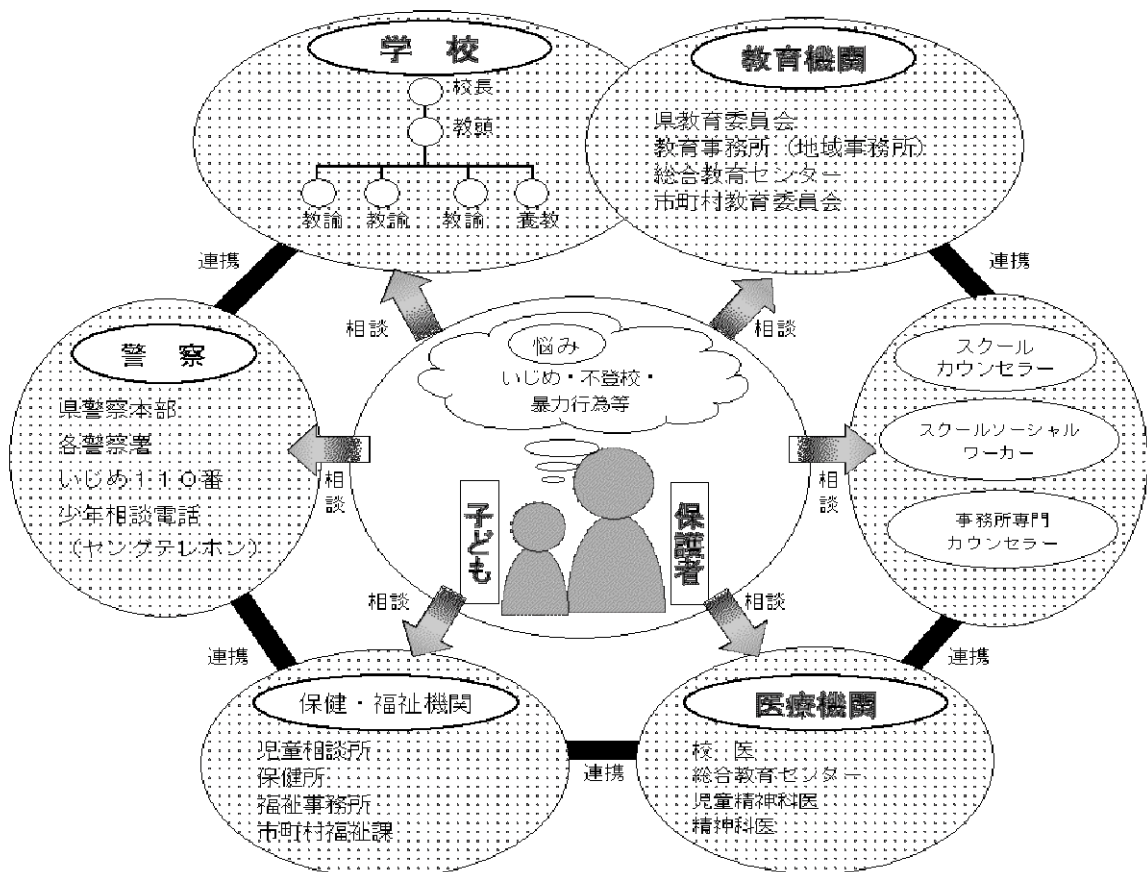 学　校
校長
教頭
教諭
教諭
教諭
養教
教育機関
県教育委員会
教育事務所（地域事務所）
総合教育センター
市町村教育委員会
連携
連携
相談
相談
警　察
県警察本部
各警察署
いじめ１１０番
少年相談電話
（ヤングテレホン）
相談
悩み
いじめ・不登校・
暴力行為等
子ども
保護者
相談
スクール
カウンセラー
スクールソーシャル
ワーカー
事務所専門
カウンセラー
相談
相談
連携
連携
保健・福祉機関
児童相談所
保健所
福祉事務所
市町村福祉課
連携
医療機関
校　医
総合教育センター
児童精神科医
精神科医